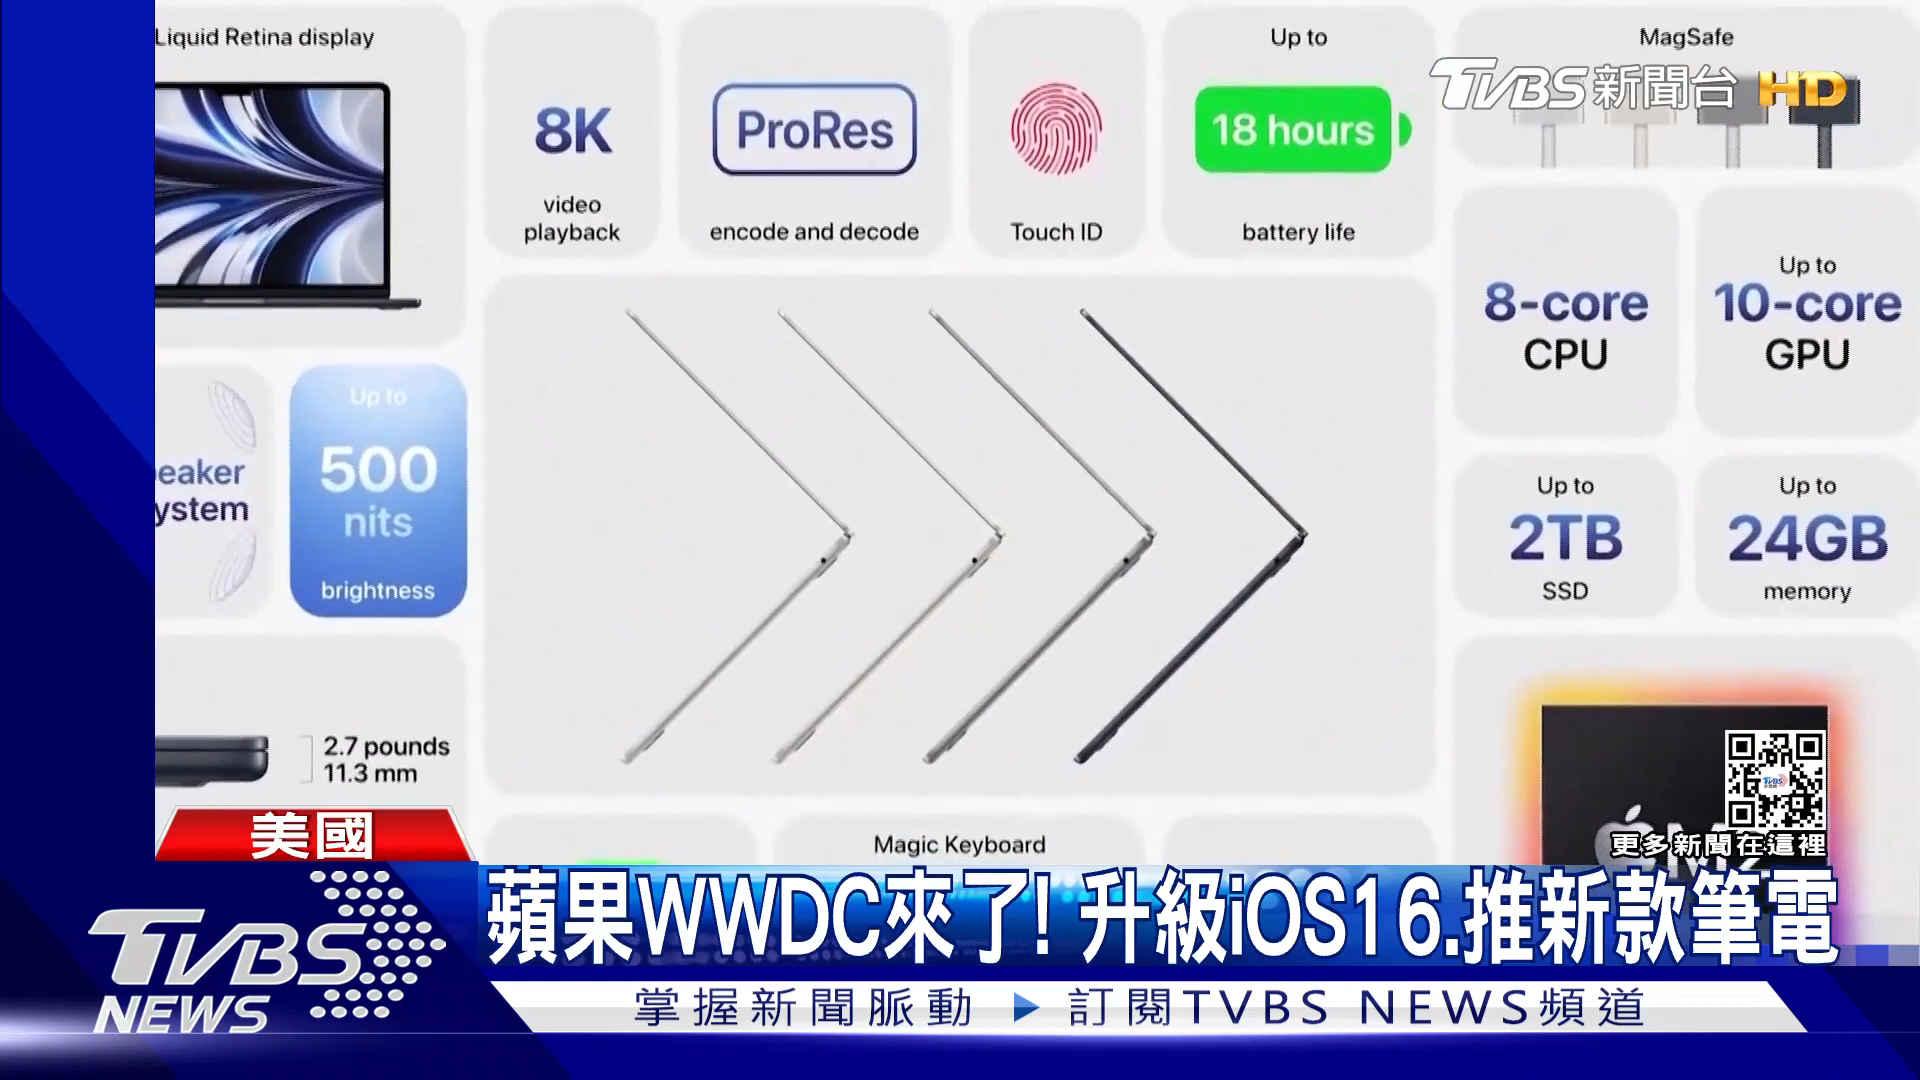 Liquid Retina display
8K
video
playback
ProRes
encode and decode
Touch ID
Up to
18 hours
battery life
MagSafe
TVBS新聞台 HD
8-core
CPU
Up to
10-core
GPU
eaker
ystem
Up to
500
nits
brightness
Up to
2TB
SSD
Up to
24GB
memory
2.7 pounds
11.3 mm
Magic Keyboard
TVBS
更多新聞在這裡
美國
蘋果WWDC來了! 升級iOS16.推新款筆電
TVBS
NEWS
掌握新聞脈動 ▶ 訂閱TVBS NEWS頻道